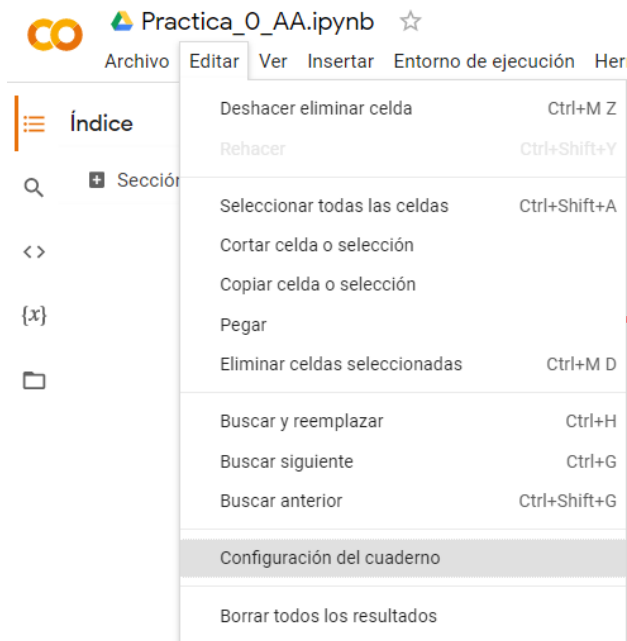 CO Practica_0_AA.ipynb
Archivo Editar Ver Insertar Entorno de ejecución Her
Índice
Sección
Deshacer eliminar celda Ctrl+M Z
Rehacer Ctrl+Shift+Y
Seleccionar todas las celdas Ctrl+Shift+A
Cortar celda o selección
Copiar celda o selección
{x}
Pegar
Eliminar celdas seleccionadas Ctrl+M D
Buscar y reemplazar Ctrl+H
Buscar siguiente Ctrl+G
Buscar anterior Ctrl+Shift+G
Configuración del cuaderno
Borrar todos los resultados